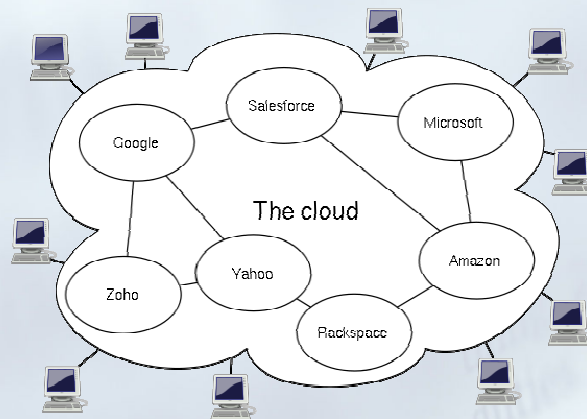 Salesforce
Microsoft
Google
The cloud
Amazon
Yahoo
Zoho
Rackspace